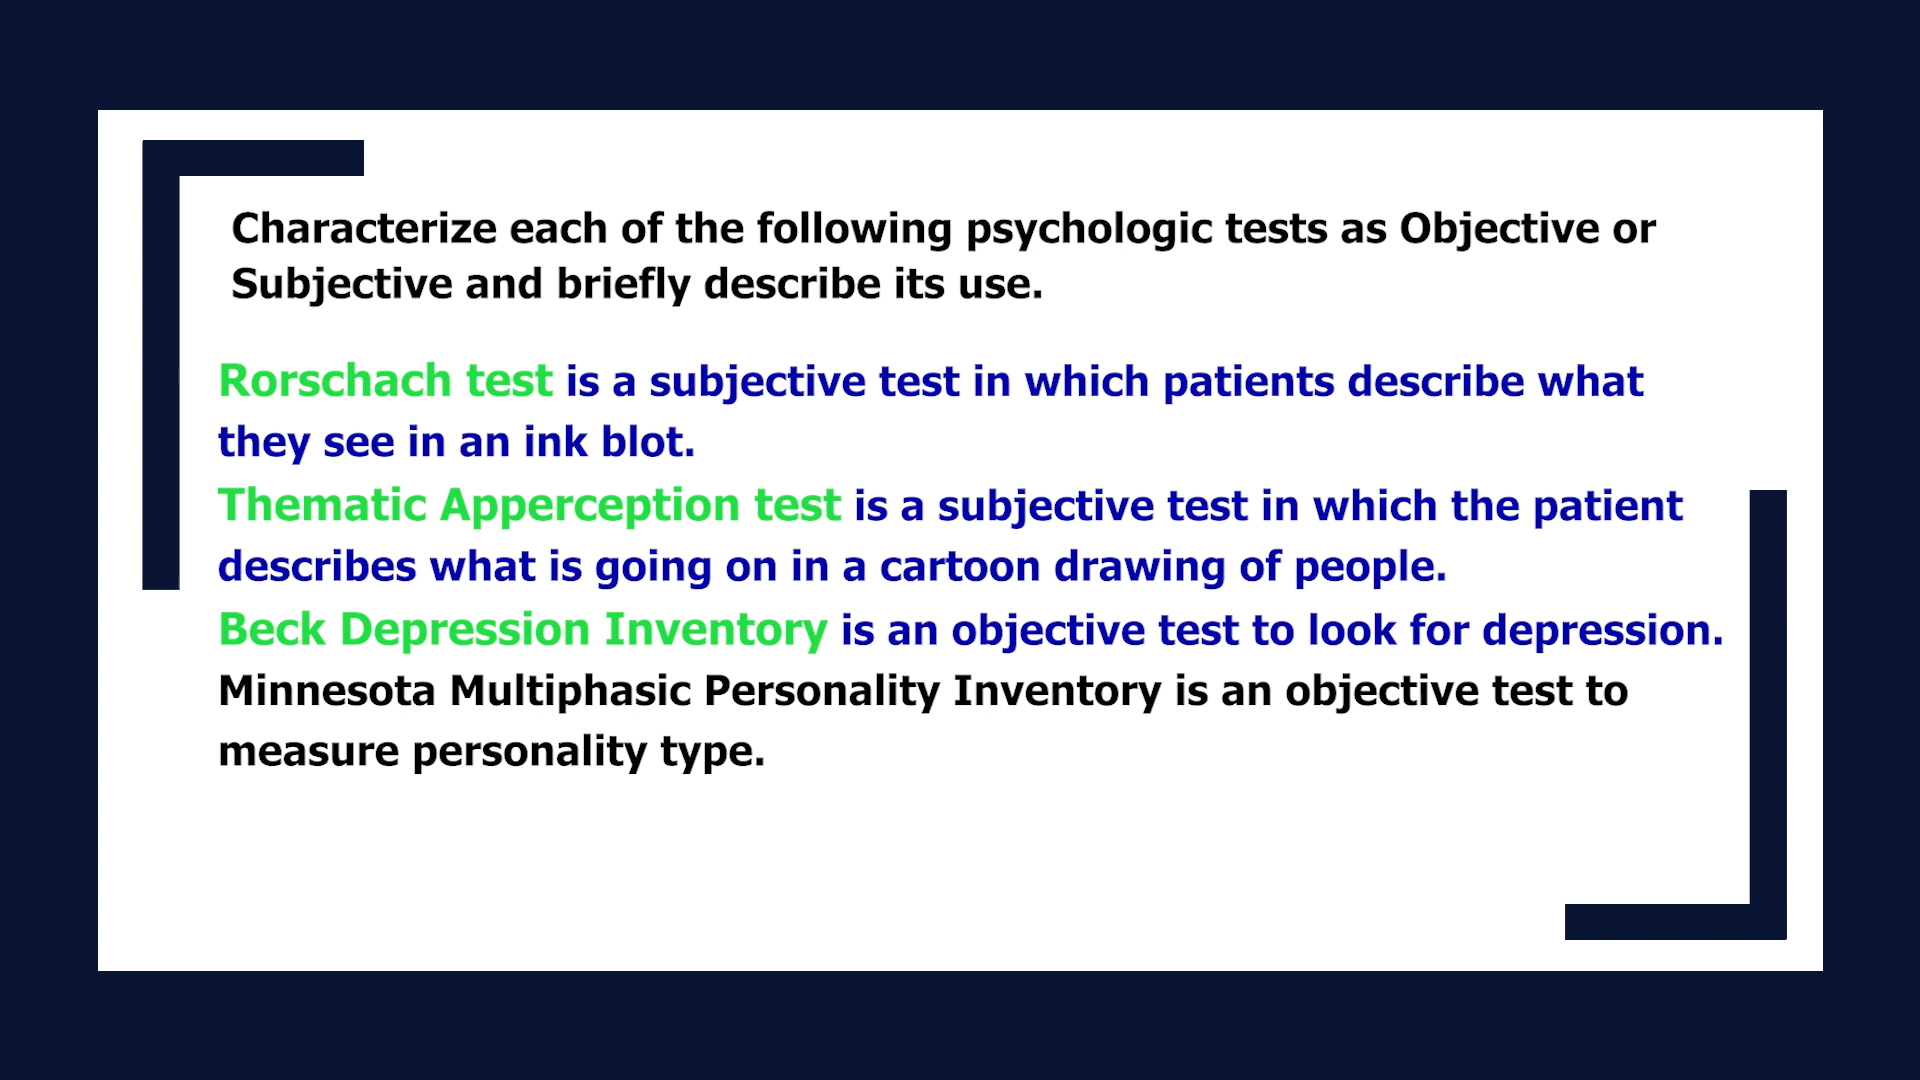 Characterize each of the following psychologic tests as Objective or
Subjective and briefly describe its use.
Rorschach test is a subjective test in which patients describe what
they see in an ink blot.
Thematic Apperception test is a subjective test in which the patient
describes what is going on in a cartoon drawing of people.
Beck Depression Inventory is an objective test to look for depression.
Minnesota Multiphasic Personality Inventory is an objective test to
measure personality type.